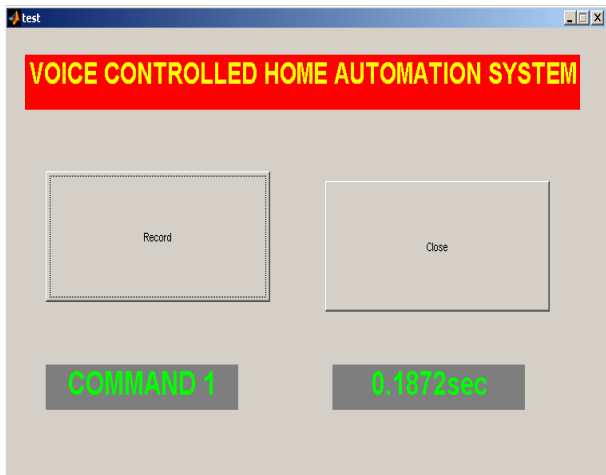 test
VOICE CONTROLLED HOME AUTOMATION SYSTEM
Record
Close
COMMAND 1
0.1872sec